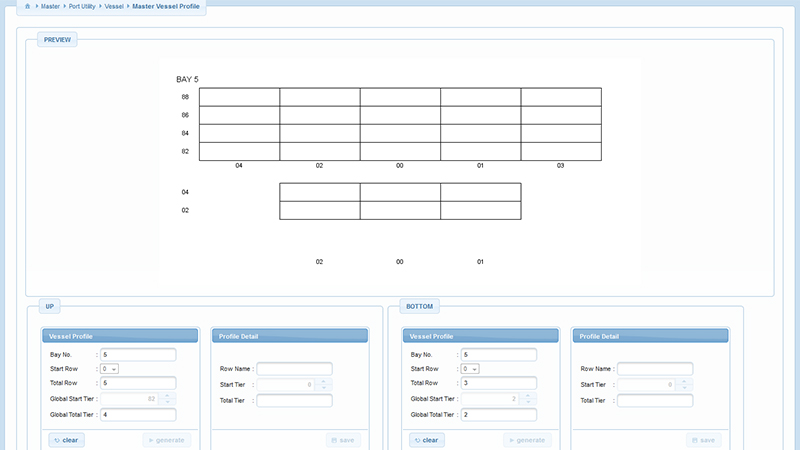 Master Port Utility Vessel Master Vessel Profile
PREVIEW
BAY 5
88
86
84
82
04 02 00 01 03
04
02
02 00 01
UP
Vessel Profile
Bay No. : 5
Start Row : 0
Total Row : 5
Global Start Tier : 82
Global Total Tier : 4
clear generate
Profile Detail
Row Name :
Start Tier : 0
Total Tier :
save
BOTTOM
Vessel Profile
Bay No. : 5
Start Row : 0
Total Row : 3
Global Start Tier : 2
Global Total Tier : 2
clear generate
Profile Detail
Row Name :
Start Tier : 0
Total Tier :
save